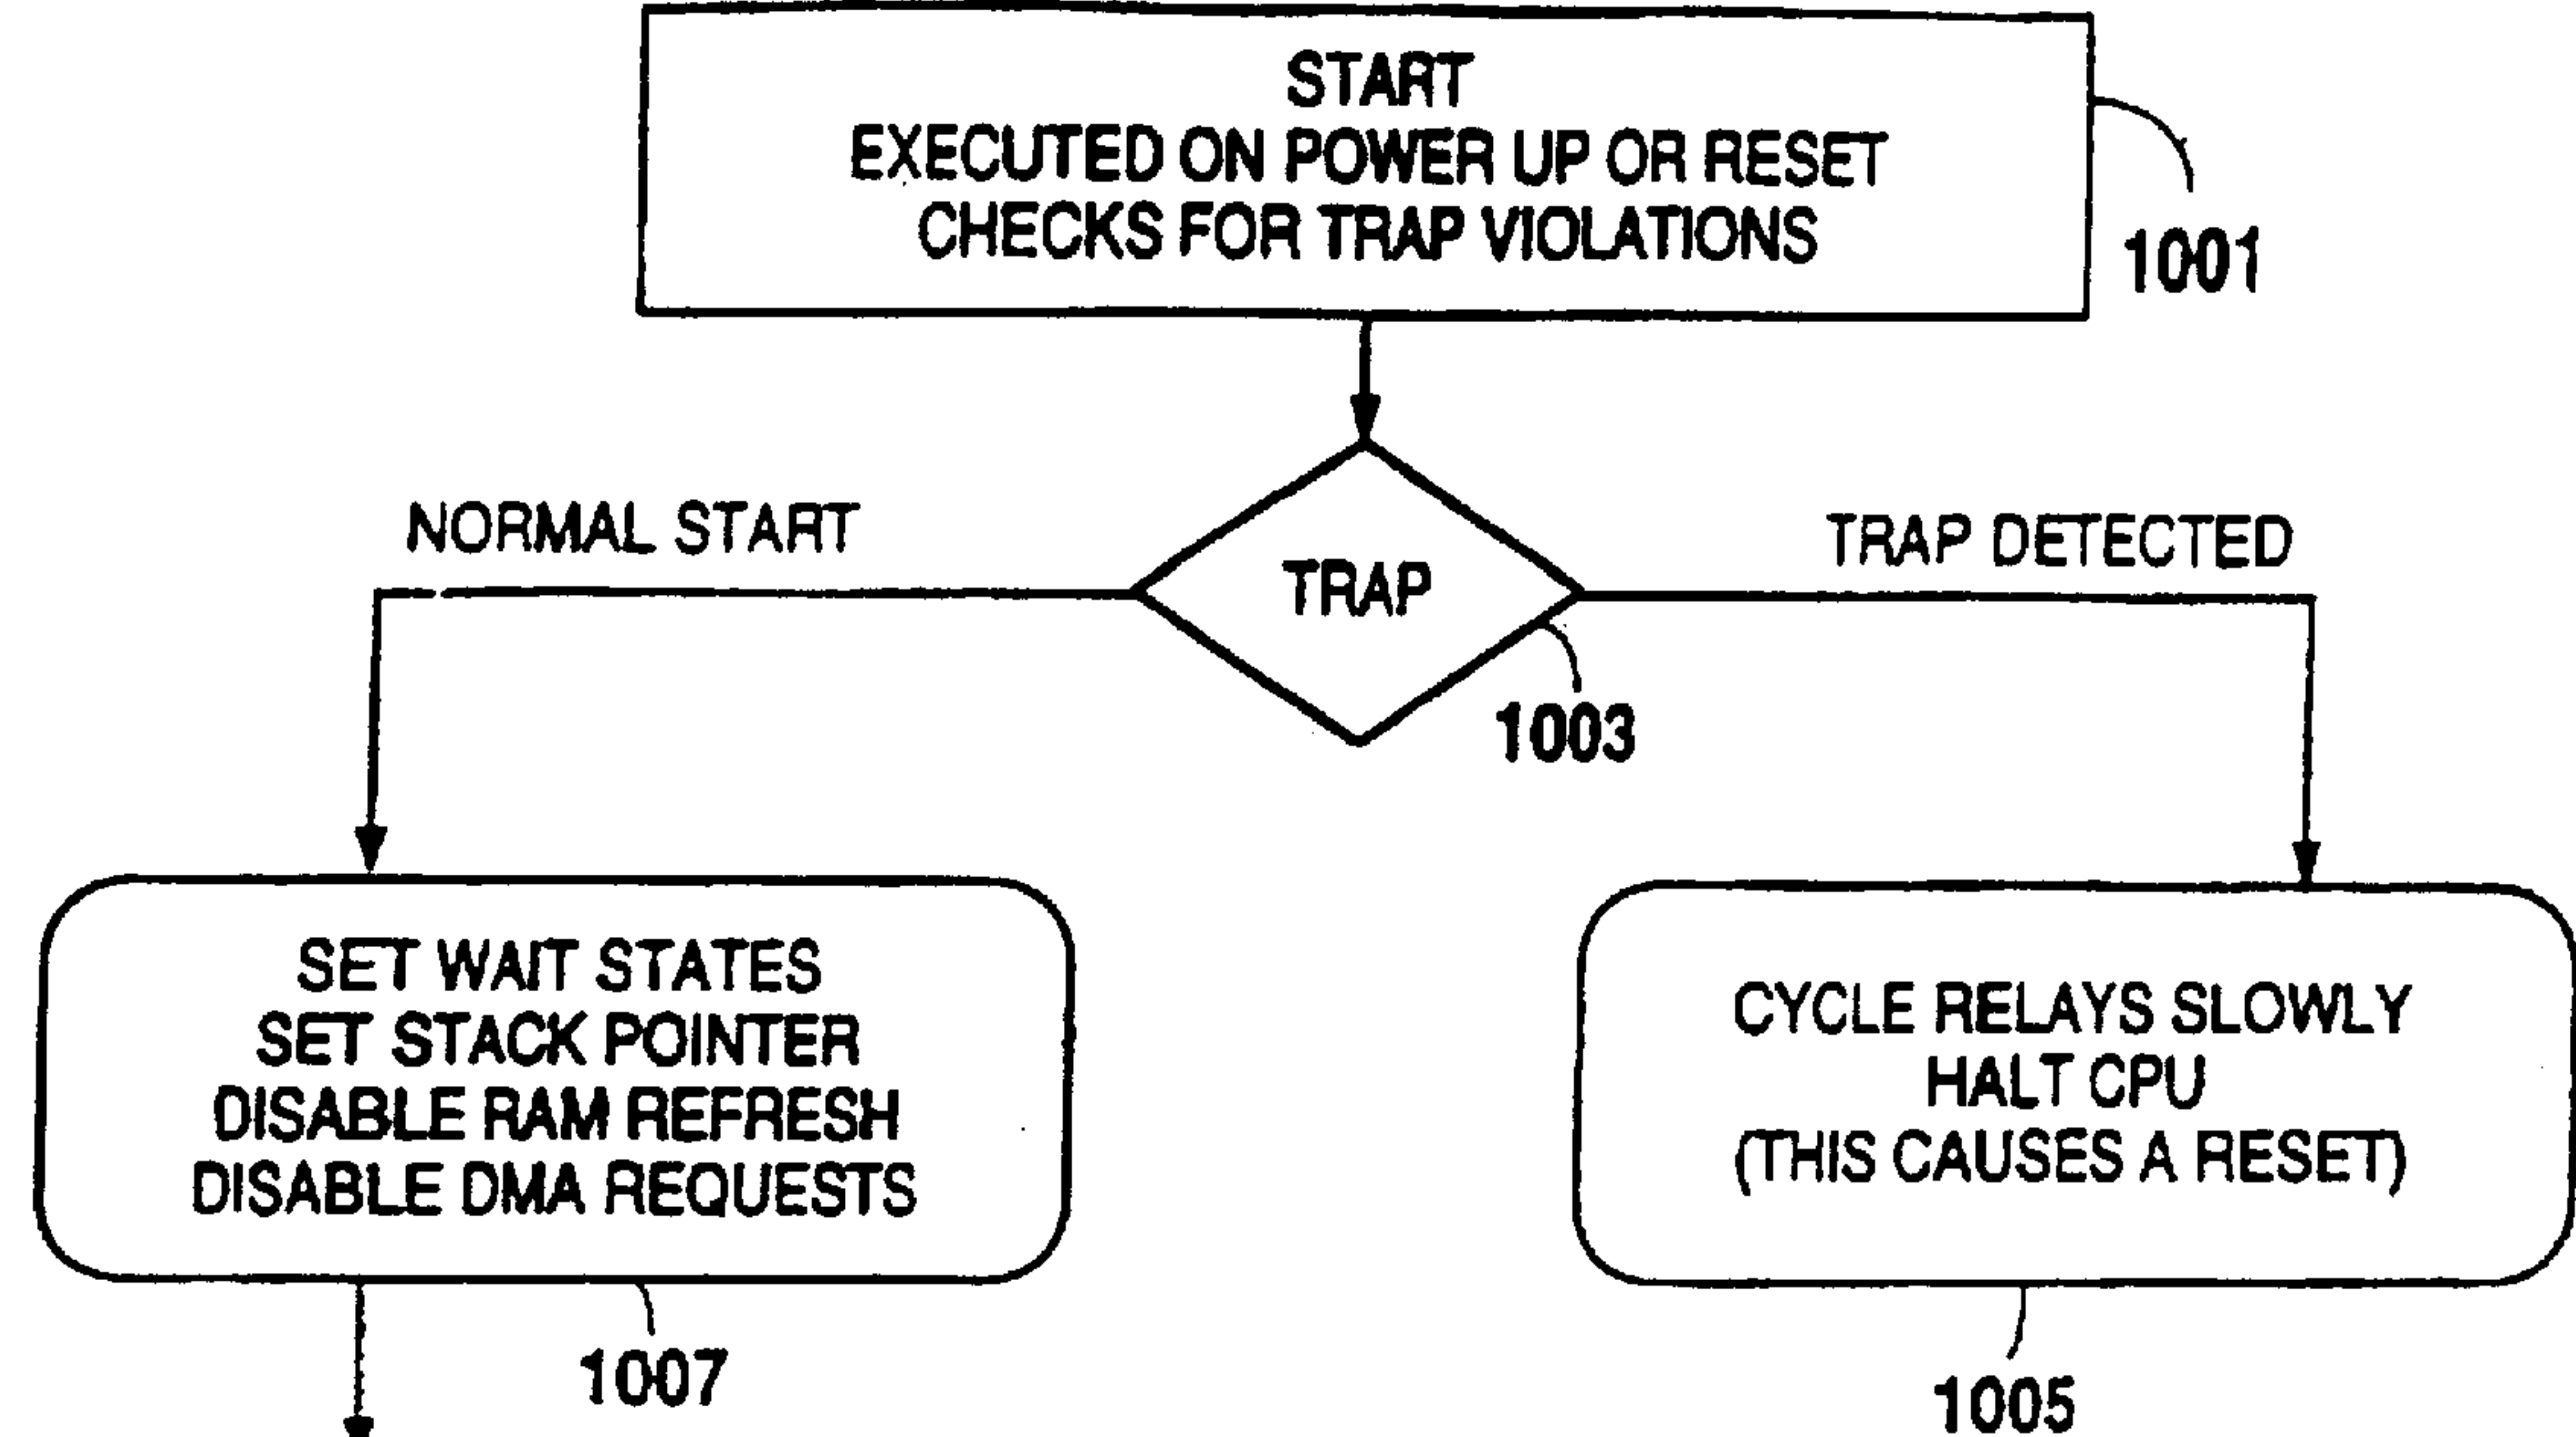 START
EXECUTED ON POWER UP OR RESET
CHECKS FOR TRAP VIOLATIONS
1001
NORMAL START
TRAP DETECTED
TRAP
1003
SET WAIT STATES
SET STACK POINTER
DISABLE RAM REFRESH
DISABLE DMA REQUESTS
1007
CYCLE RELAYS SLOWLY
HALT CPU
(THIS CAUSES A RESET)
1005